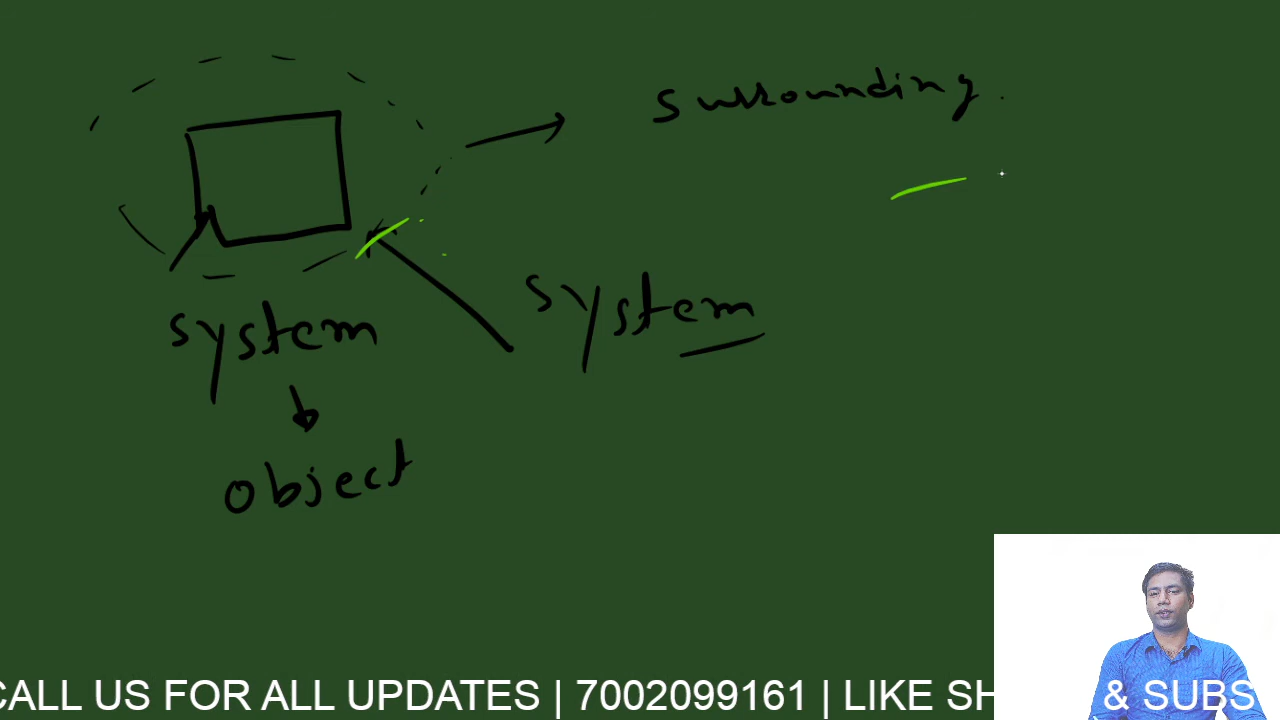 surrounding.
system
system
object
CALL US FOR ALL UPDATES | 7002099161 | LIKE SH & SUBS